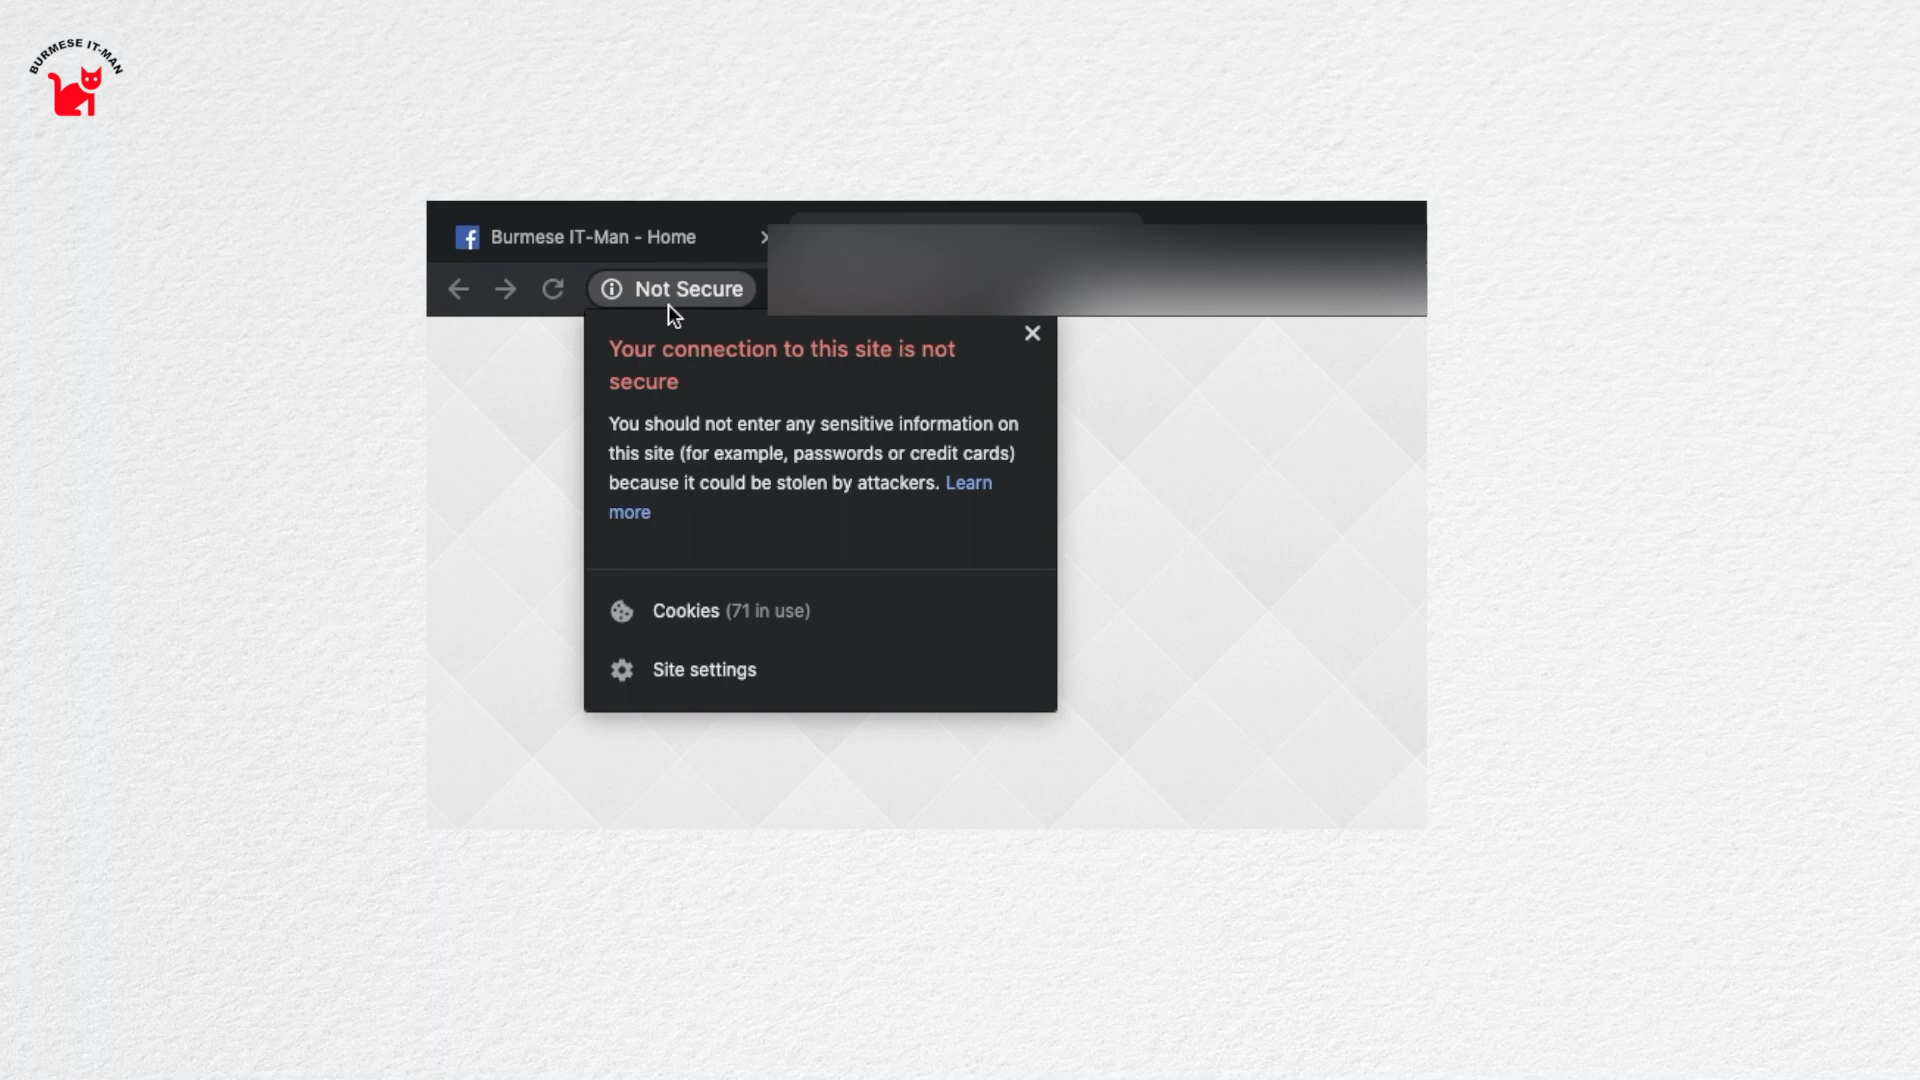 BURMESE IT-MAN
Burmese IT-Man - Home
Not Secure
Your connection to this site is not
secure
You should not enter any sensitive information on
this site (for example, passwords or credit cards)
because it could be stolen by attackers. Learn
more
Cookies (71 in use)
Site settings